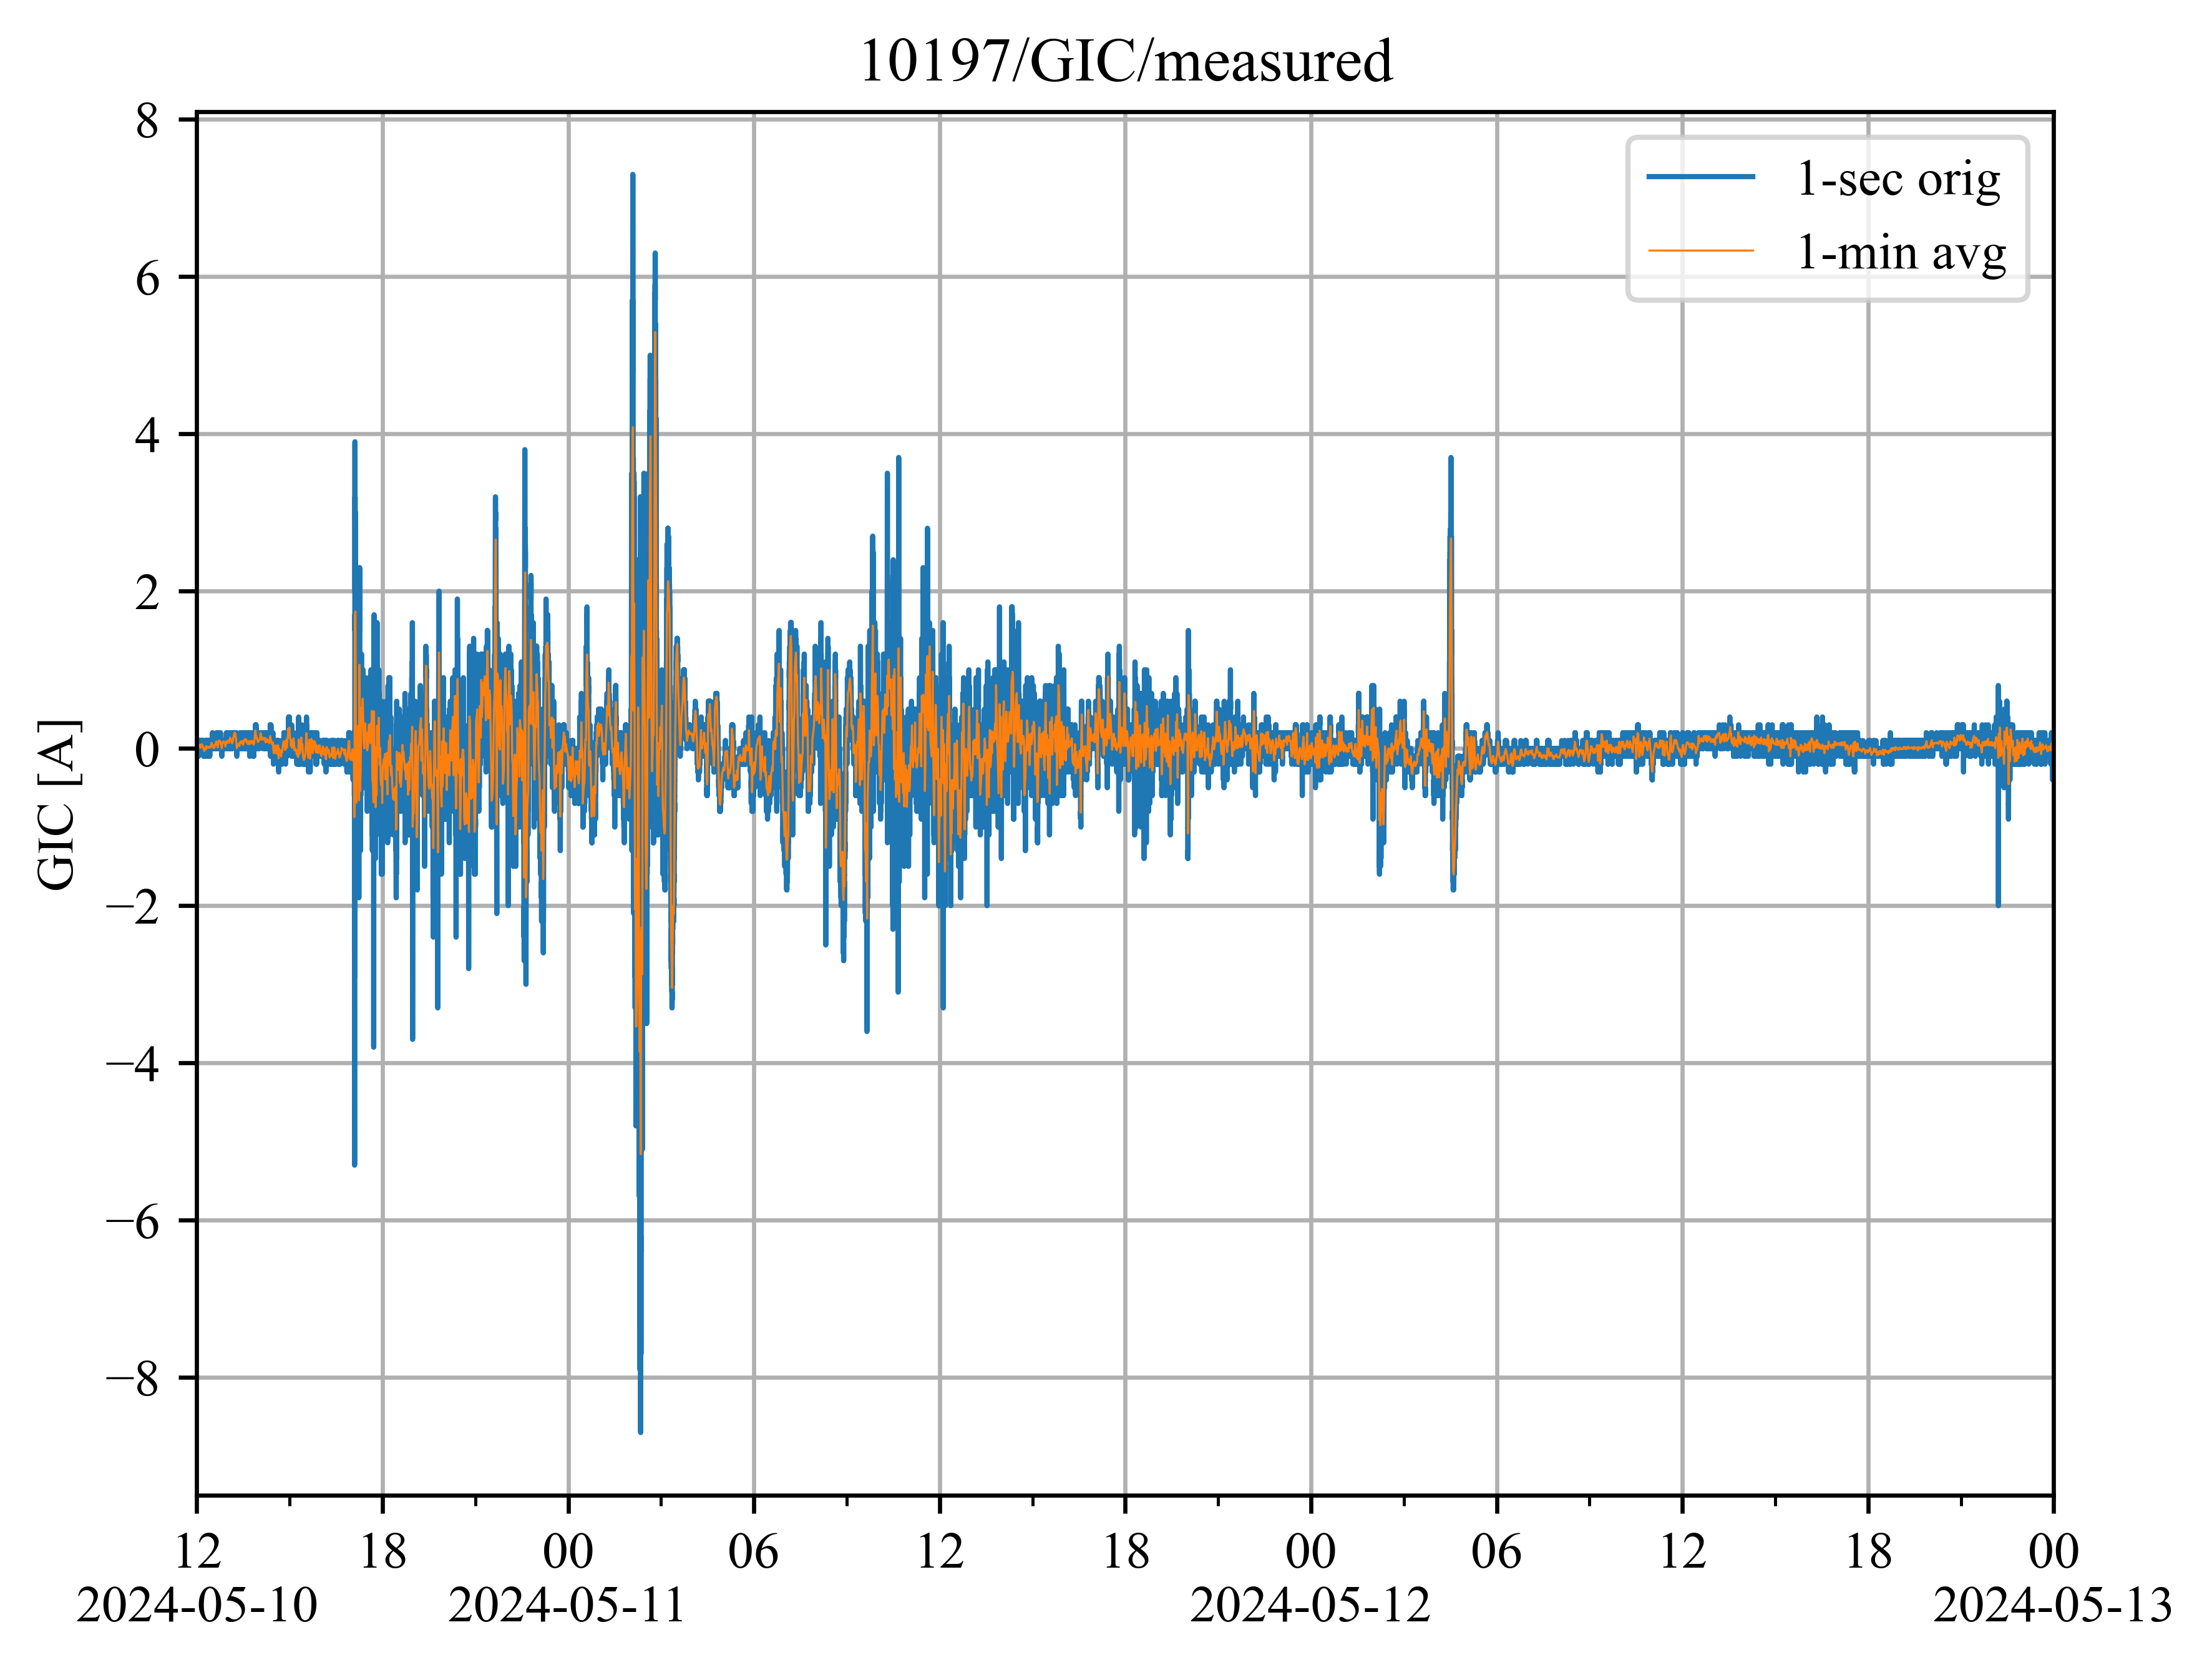 10197/GIC/measured
1-sec orig
1-min avg
GIC [A]
8
6
4
2
0
−2
−4
−6
−8
12 18 00 06 12 18 00 06 12 18 00
2024-05-10 2024-05-11 2024-05-12 2024-05-13